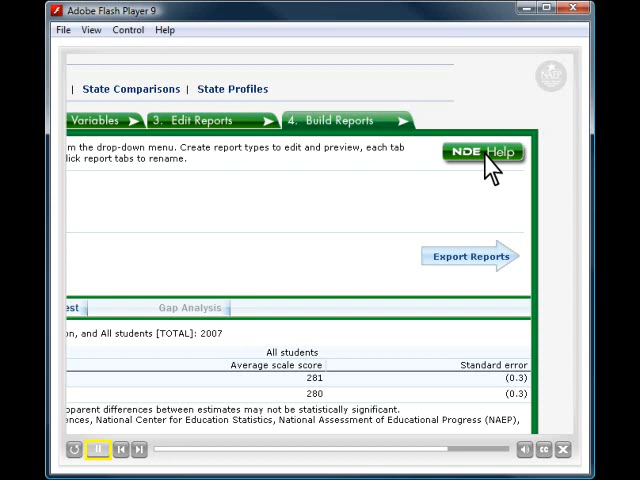 Adobe Flash Player 9
File View Control Help
NAEP
| State Comparisons | State Profiles
Variables 3. Edit Reports 4. Build Reports
m the drop-down menu. Create report types to edit and preview, each tab
lick report tabs to rename.
NDE Help
Export Reports
est Gap Analysis
on, and All students [TOTAL]: 2007
All students
Average scale score Standard error
281 (0.3)
280 (0.3)
pparent differences between estimates may not be statistically significant.
ences, National Center for Education Statistics, National Assessment of Educational Progress (NAEP),
CC